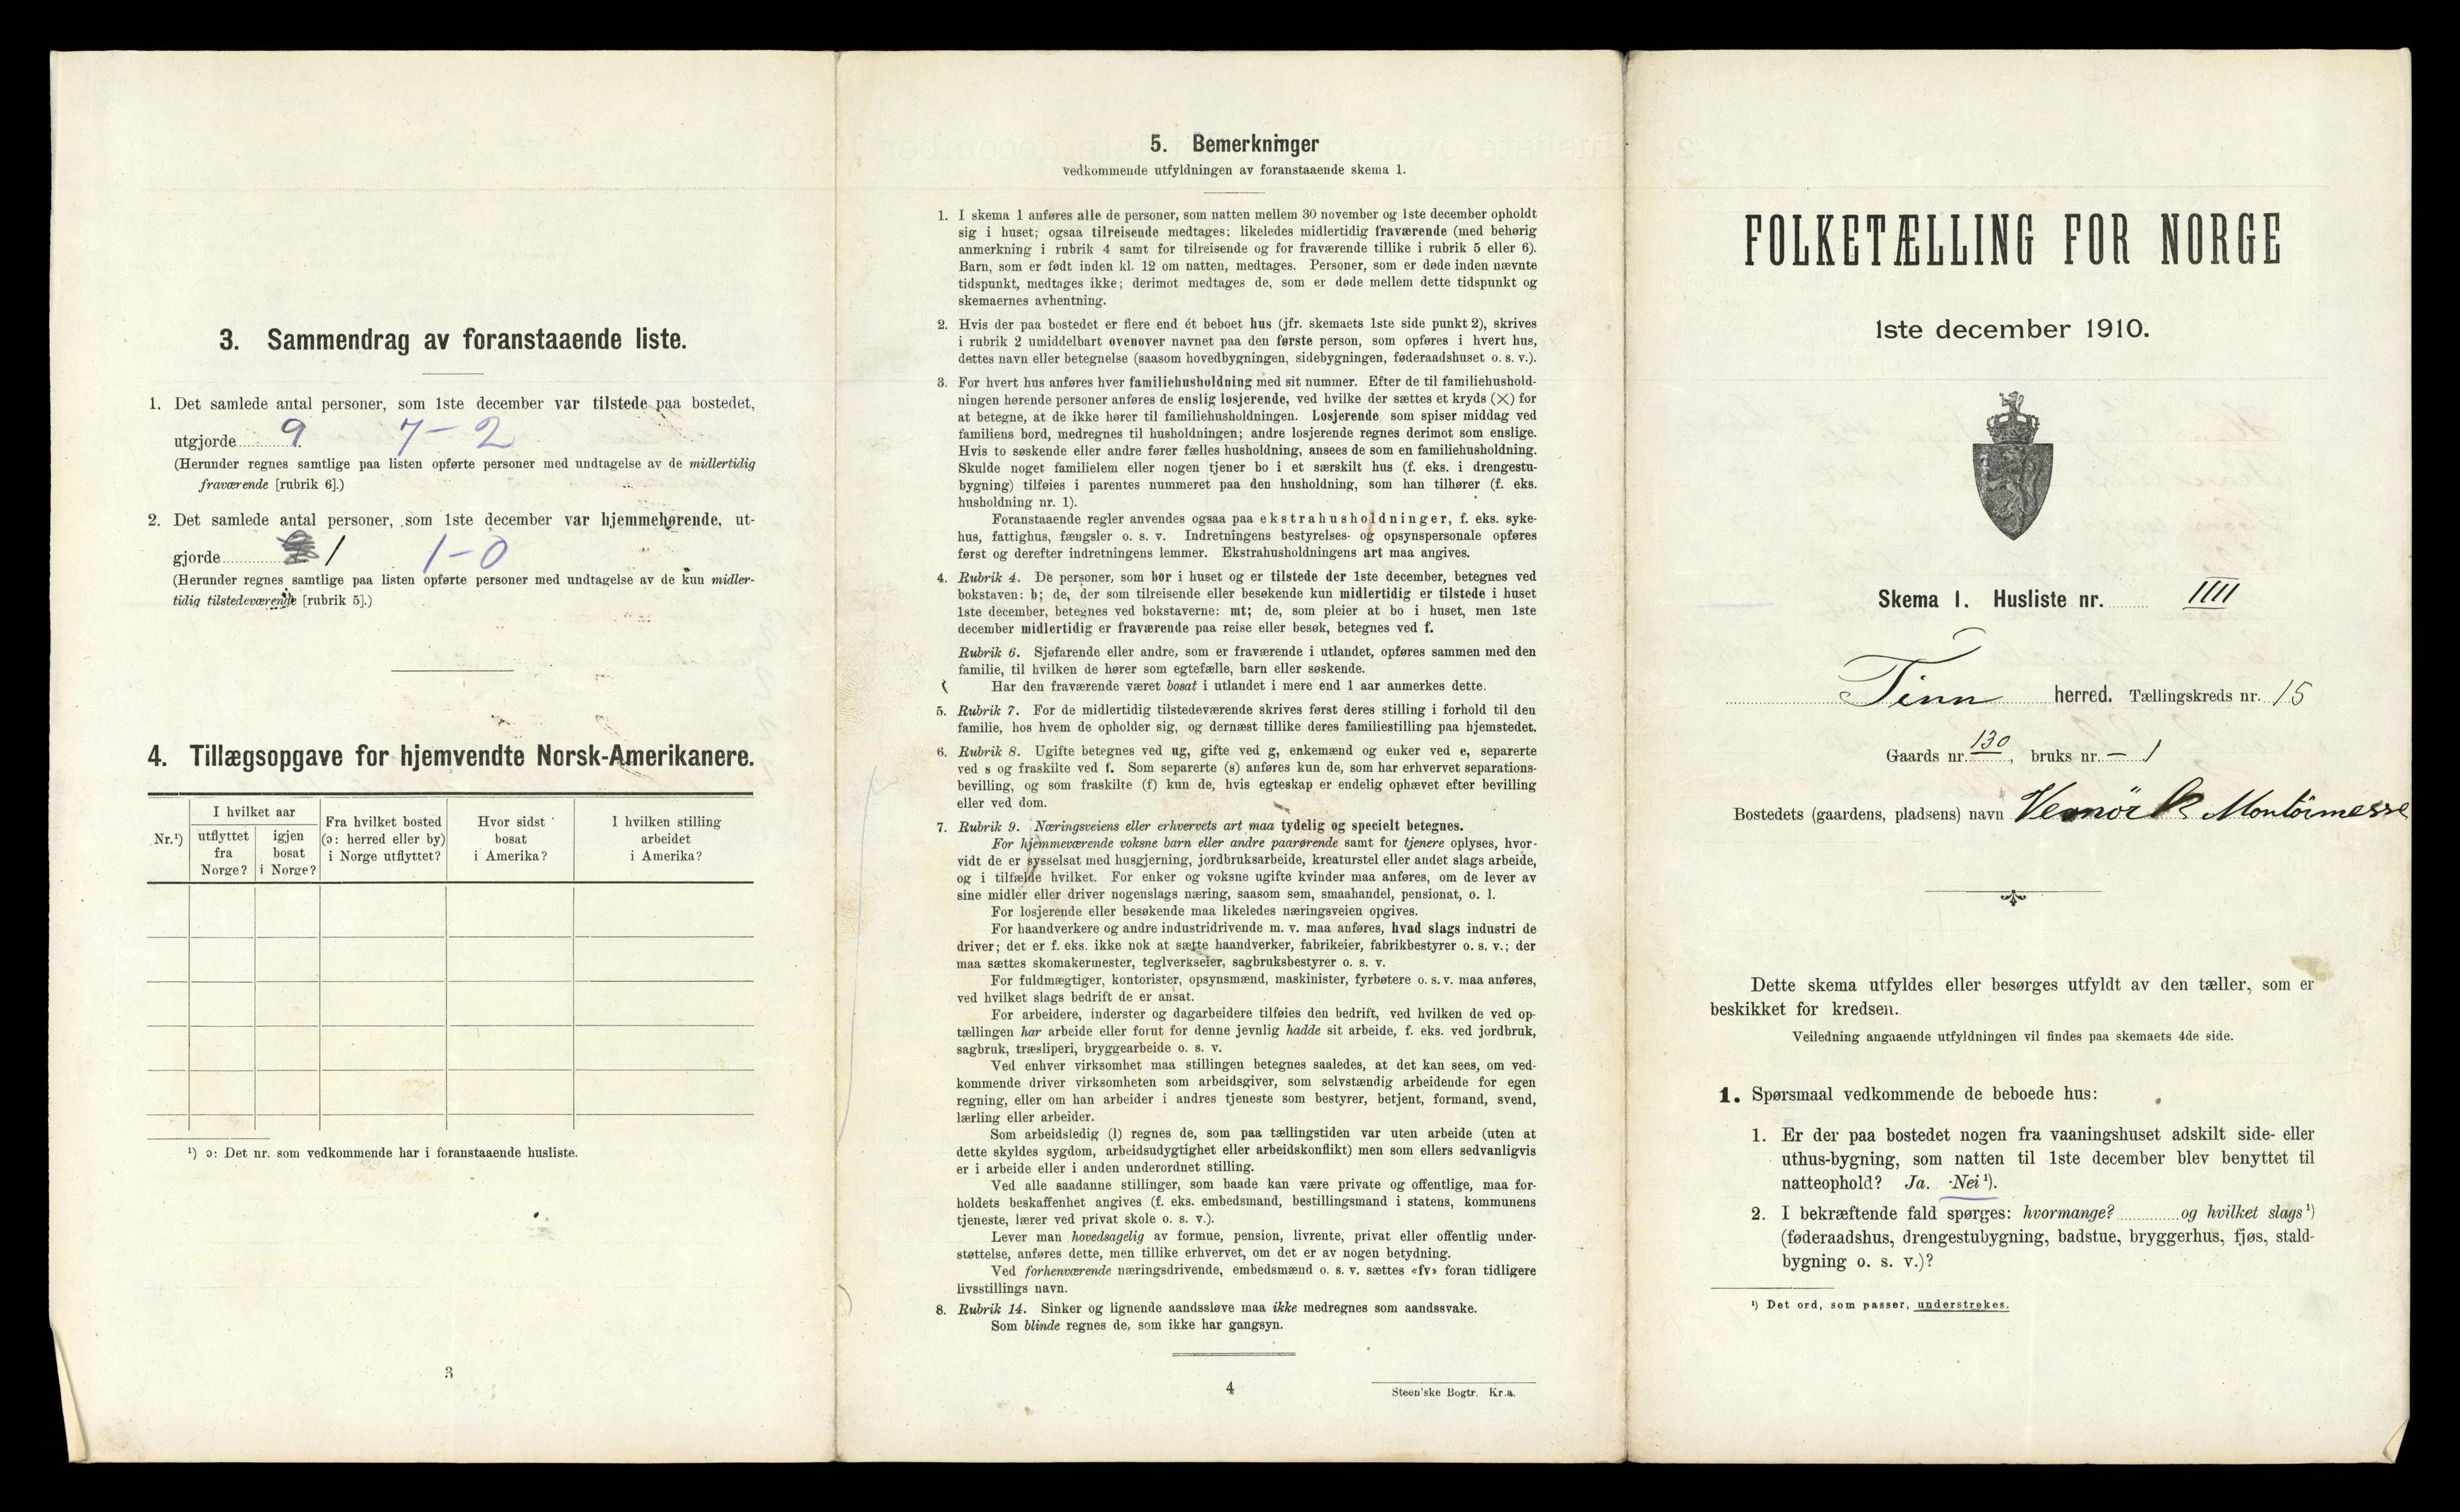 3. Sammendrag av foranstaaende liste.
1. Det samlede antal personer, som 1ste december var tilstede paa bostedet,
utgjorde 9 7-2
(Herunder regnes samtlige paa listen opførte personer med undtagelse av de midlertidig
fraværende [rubrik 6].)
2. Det samlede antal personer, som 1ste december var hjemmehørende, ut-
gjorde 1 1-0
(Herunder regnes samtlige paa listen opførte personer med undtagelse av de kun midler-
tidig tilstedeværende [rubrik 5].)
4. Tillægsopgave for hjemvendte Norsk-Amerikanere.
Nr.¹)
I hvilket aar
utflyttet
fra
Norge?
igjen
bosat
i Norge?
Fra hvilket bosted
(ɔ: herred eller by)
i Norge utflyttet?
Hvor sidst
bosat
i Amerika?
I hvilken stilling
arbeidet
i Amerika?
¹) ɔ: Det nr. som vedkommende har i foranstaaende husliste.
3
5. Bemerkninger
vedkommende utfyldningen av foranstaaende skema 1.
1. I skema 1 anføres alle de personer, som natten mellem 30 november og 1ste december opholdt
sig i huset; ogsaa tilreisende medtages; likeledes midlertidig fraværende (med behørig
anmerkning i rubrik 4 samt for tilreisende og for fraværende tillike i rubrik 5 eller 6).
Barn, som er født inden kl. 12 om natten, medtages. Personer, som er døde inden nævnte
tidspunkt, medtages ikke; derimot medtages de, som er døde mellem dette tidspunkt og
skemaernes avhentning.
2. Hvis der paa bostedet er flere end ét beboet hus (jfr. skemaets 1ste side punkt 2), skrives
i rubrik 2 umiddelbart ovenover navnet paa den første person, som opføres i hvert hus,
dettes navn eller betegnelse (saasom hovedbygningen, sidebygningen, føderaadshuset o. s. v.).
3. For hvert hus anføres hver familiehusholdning med sit nummer. Efter de til familiehushold-
ningen hørende personer anføres de enslig losjerende, ved hvilke der sættes et kryds (×) for
at betegne, at de ikke hører til familiehusholdningen. Losjerende som spiser middag ved
familiens bord, medregnes til husholdningen; andre losjerende regnes derimot som enslige.
Hvis to søskende eller andre fører fælles husholdning, ansees de som en familiehusholdning.
Skulde noget familielem eller nogen tjener bo i et særskilt hus (f. eks. i drengestu-
bygning) tilføies i parentes nummeret paa den husholdning, som han tilhører (f. eks.
husholdning nr. 1).
Foranstaaende regler anvendes ogsaa paa ekstrahusholdninger, f. eks. syke-
hus, fattighus, fængsler o. s. v. Indretningens bestyrelses- og opsynspersonale opføres
først og derefter indretningens lemmer. Ekstrahusholdningens art maa angives.
4. Rubrik 4. De personer, som bor i huset og er tilstede der 1ste december, betegnes ved
bokstaven: b; de, der som tilreisende eller besøkende kun midlertidig er tilstede i huset
1ste december, betegnes ved bokstaverne: mt; de, som pleier at bo i huset, men 1ste
december midlertidig er fraværende paa reise eller besøk, betegnes ved f.
Rubrik 6. Sjøfarende eller andre, som er fraværende i utlandet, opføres sammen med den
familie, til hvilken de hører som egtefælle, barn eller søskende.
Har den fraværende været bosat i utlandet i mere end 1 aar anmerkes dette.
5. Rubrik 7. For de midlertidig tilstedeværende skrives først deres stilling i forhold til den
familie, hos hvem de opholder sig, og dernæst tillike deres familiestilling paa hjemstedet.
6. Rubrik 8. Ugifte betegnes ved ug, gifte ved g, enkemænd og enker ved e, separerte
ved s og fraskilte ved f. Som separerte (s) anføres kun de, som har erhvervet separations-
bevilling, og som fraskilte (f) kun de, hvis egteskap er endelig ophævet efter bevilling
eller ved dom.
7. Rubrik 9. Næringsveiens eller erhvervets art maa tydelig og specielt betegnes.
For hjemmeværende voksne barn eller andre paarørende samt for tjenere oplyses, hvor-
vidt de er sysselsat med husgjerning, jordbruksarbeide, kreaturstel eller andet slags arbeide,
og i tilfælde hvilket. For enker og voksne ugifte kvinder maa anføres, om de lever av
sine midler eller driver nogenslags næring, saasom søm, smaahandel, pensionat, o. l.
For losjerende eller besøkende maa likeledes næringsveien opgives.
For haandverkere og andre industridrivende m. v. maa anføres, hvad slags industri de
driver; det er f. eks. ikke nok at sætte haandverker, fabrikeier, fabrikbestyrer o. s. v.; der
maa sættes skomakermester, teglverkseier, sagbruksbestyrer o. s. v.
For fuldmægtiger, kontorister, opsynsmænd, maskinister, fyrbøtere o. s. v. maa anføres,
ved hvilket slags bedrift de er ansat.
For arbeidere, inderster og dagarbeidere tilføies den bedrift, ved hvilken de ved op-
tællingen har arbeide eller forut for denne jevnlig hadde sit arbeide, f. eks. ved jordbruk,
sagbruk, træsliperi, bryggearbeide o. s. v.
Ved enhver virksomhet maa stillingen betegnes saaledes, at det kan sees, om ved-
kommende driver virksomheten som arbeidsgiver, som selvstændig arbeidende for egen
regning, eller om han arbeider i andres tjeneste som bestyrer, betjent, formand, svend,
lærling eller arbeider.
Som arbeidsledig (l) regnes de, som paa tællingstiden var uten arbeide (uten at
dette skyldes sygdom, arbeidsudygtighet eller arbeidskonflikt) men som ellers sedvanligvis
er i arbeide eller i anden underordnet stilling.
Ved alle saadanne stillinger, som baade kan være private og offentlige, maa for-
holdets beskaffenhet angives (f. eks. embedsmand, bestillingsmand i statens, kommunens
tjeneste, lærer ved privat skole o. s. v.).
Lever man hovedsagelig av formue, pension, livrente, privat eller offentlig under-
støttelse, anføres dette, men tillike erhvervet, om det er av nogen betydning.
Ved forhenværende næringsdrivende, embedsmænd o. s. v. sættes «fv» foran tidligere
livsstillings navn.
8. Rubrik 14. Sinker og lignende aandssløve maa ikke medregnes som aandssvake.
Som blinde regnes de, som ikke har gangsyn.
4
Steen'ske Bogtr. Kr.a.
FOLKETÆLLING FOR NORGE
1ste december 1910.
Skema 1. Husliste nr. IIIII
Tinn herred. Tællingskreds nr. 15
Gaards nr. 130, bruks nr. – 1
Bostedets (gaardens, pladsens) navn Vemörk Montörmesse
Dette skema utfyldes eller besørges utfyldt av den tæller, som er
beskikket for kredsen.
Veiledning angaaende utfyldningen vil findes paa skemaets 4de side.
1. Spørsmaal vedkommende de beboede hus:
1. Er der paa bostedet nogen fra vaaningshuset adskilt side- eller
uthus-bygning, som natten til 1ste december blev benyttet til
natteophold? Ja. Nei¹).
2. I bekræftende fald spørges: hvormange? og hvilket slags¹)
(føderaadshus, drengestubygning, badstue, bryggerhus, fjøs, stald-
bygning o. s. v.)?
¹) Det ord, som passer, understrekes.